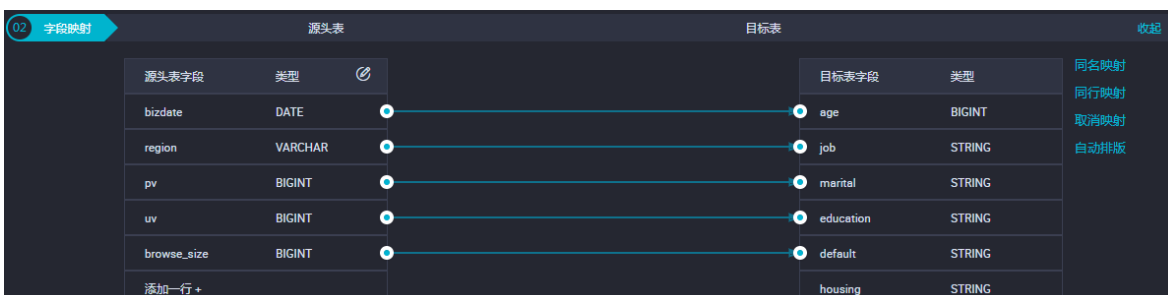 02 字段映射 源头表 目标表 收起
源头表字段 类型 目标表字段 类型 同名映射
同行映射
bizdate DATE age BIGINT
取消映射
region VARCHAR job STRING 自动排版
pv BIGINT marital STRING
uv BIGINT education STRING
browse_size BIGINT default STRING
添加一行 + housing STRING